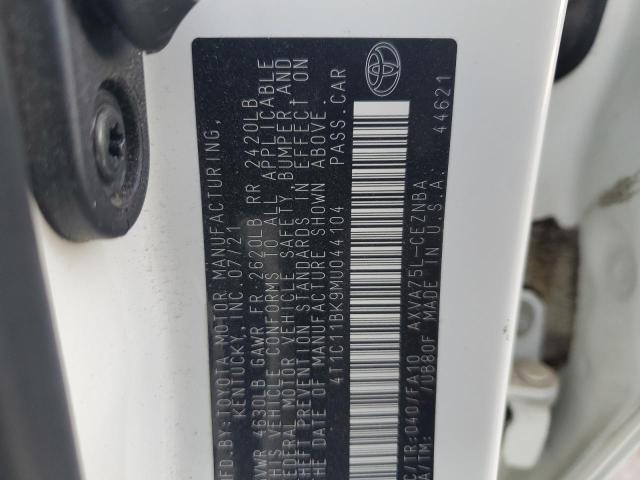 MFD.BY:TOYOTA MOTOR MANUFACTURING,
KENTUCKY, INC. 07/21
GVWR 4630LB GAWR FR 2620LB RR 2420LB
THIS VEHICLE CONFORMS TO ALL APPLICABLE
FEDERAL MOTOR VEHICLE SAFETY, BUMPER AND
THEFT PREVENTION STANDARDS IN EFFECT ON
THE DATE OF MANUFACTURE SHOWN ABOVE.
4T1C11BK9MU044104 PASS.CAR
C/TR:040/FA10 AXVA75L-CEZNBA
A/TM: /UB80F MADE IN U.S.A. 44621